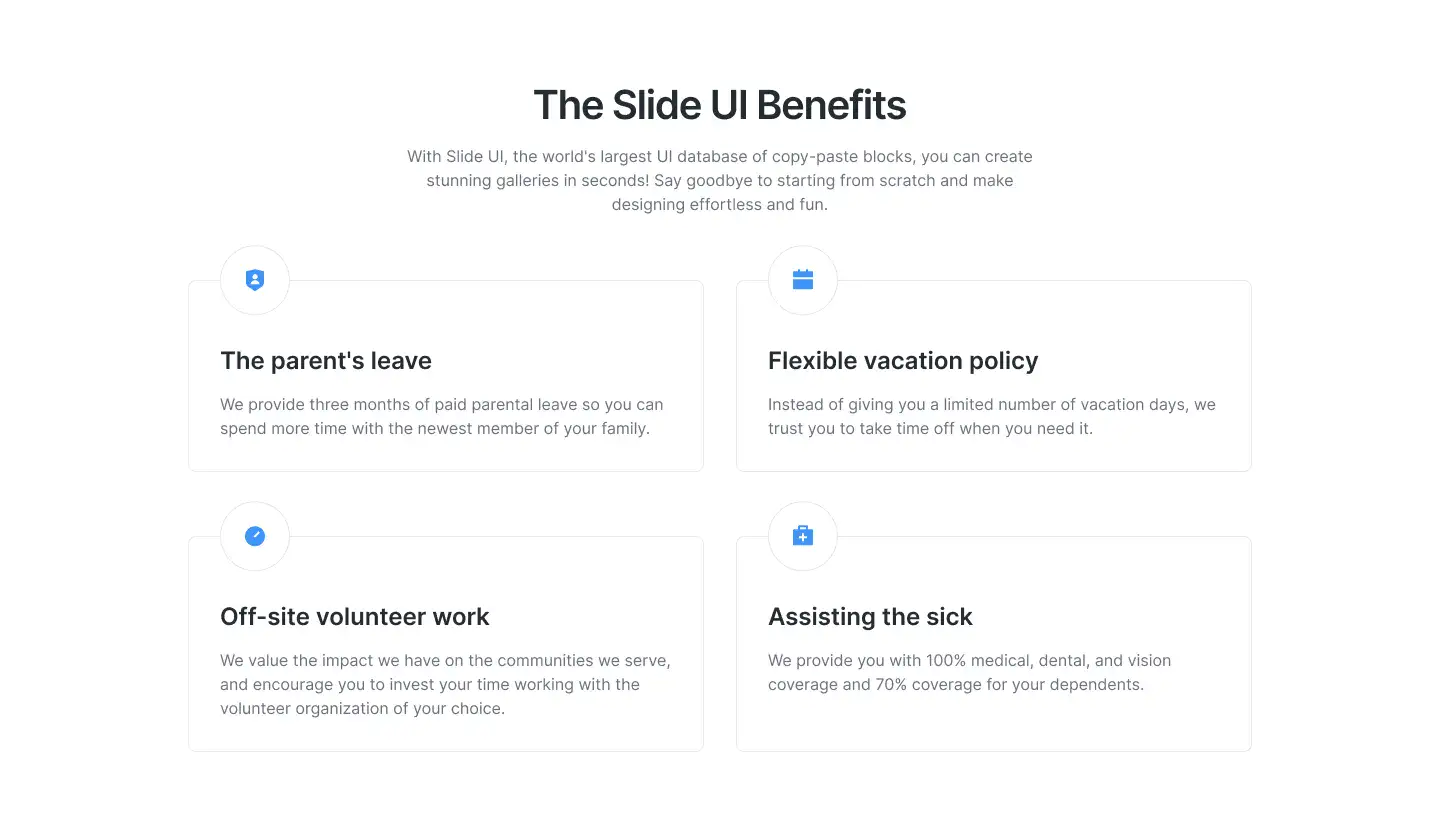 The Slide UI Benefits
With Slide UI, the world's largest UI database of copy-paste blocks, you can create
stunning galleries in seconds! Say goodbye to starting from scratch and make
designing effortless and fun.
The parent's leave
We provide three months of paid parental leave so you can
spend more time with the newest member of your family.
Flexible vacation policy
Instead of giving you a limited number of vacation days, we
trust you to take time off when you need it.
Off-site volunteer work
We value the impact we have on the communities we serve,
and encourage you to invest your time working with the
volunteer organization of your choice.
Assisting the sick
We provide you with 100% medical, dental, and vision
coverage and 70% coverage for your dependents.